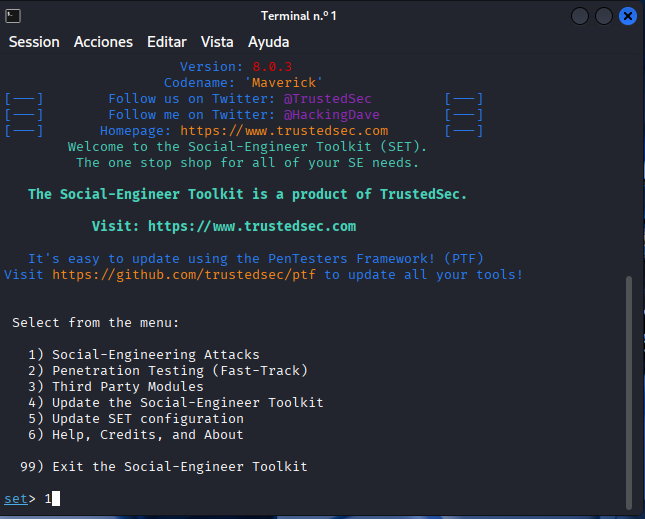 Terminal n.º 1
Session Acciones Editar Vista Ayuda
Version: 8.0.3
Codename: 'Maverick'
[---] Follow us on Twitter: @TrustedSec [---]
[---] Follow me on Twitter: @HackingDave [---]
[---] Homepage: https://www.trustedsec.com [---]
Welcome to the Social-Engineer Toolkit (SET).
The one stop shop for all of your SE needs.
The Social-Engineer Toolkit is a product of TrustedSec.
Visit: https://www.trustedsec.com
It's easy to update using the PenTesters Framework! (PTF)
Visit https://github.com/trustedsec/ptf to update all your tools!
Select from the menu:
1) Social-Engineering Attacks
2) Penetration Testing (Fast-Track)
3) Third Party Modules
4) Update the Social-Engineer Toolkit
5) Update SET configuration
6) Help, Credits, and About
99) Exit the Social-Engineer Toolkit
set> 1